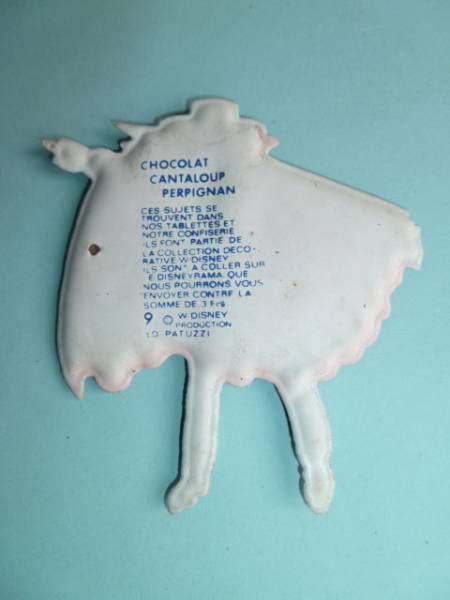 CHOCOLAT
CANTALOUP
PERPIGNAN
CES SUJETS SE
TROUVENT DANS
NOS TABLETTES ET
NOTRE CONFISERIE
ILS FONT PARTIE DE
LA COLLECTION DECO-
RATIVE W DISNEY
ILS SONT A COLLER SUR
E DISNEYRAMA QUE
NOUS POURRONS VOUS
ENVOYER CONTRE LA
SOMME DE 3 Frs
9 © W DISNEY
PRODUCTION
LO PATUZZI